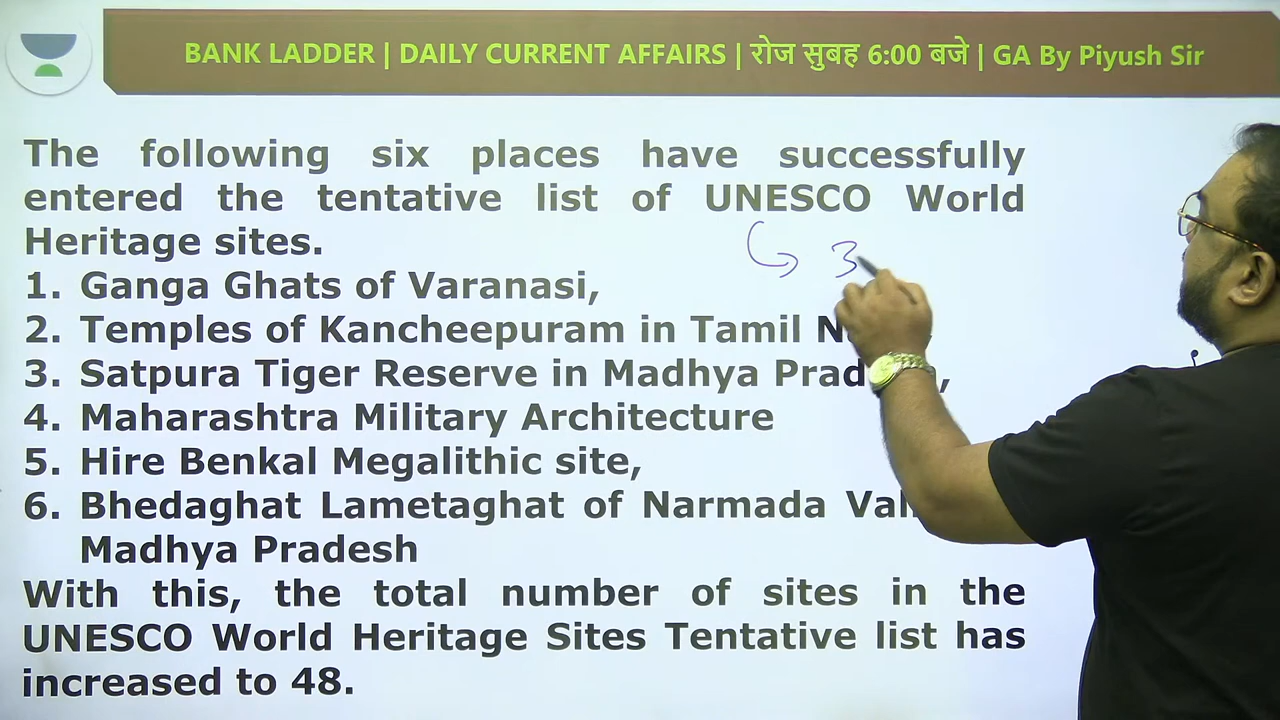 BANK LADDER | DAILY CURRENT AFFAIRS | रोज सुबह 6:00 बजे | GA By Piyush Sir
The following six places have successfully
entered the tentative list of UNESCO World
Heritage sites.
3
1. Ganga Ghats of Varanasi,
2. Temples of Kancheepuram in Tamil
3. Satpura Tiger Reserve in Madhya
4. Maharashtra Military Architecture
5. Hire Benkal Megalithic site,
6. Bhedaghat Lametaghat of Narmada
Madhya Pradesh
With this, the total number of sites in the
UNESCO World Heritage Sites Tentative list has
increased to 48.